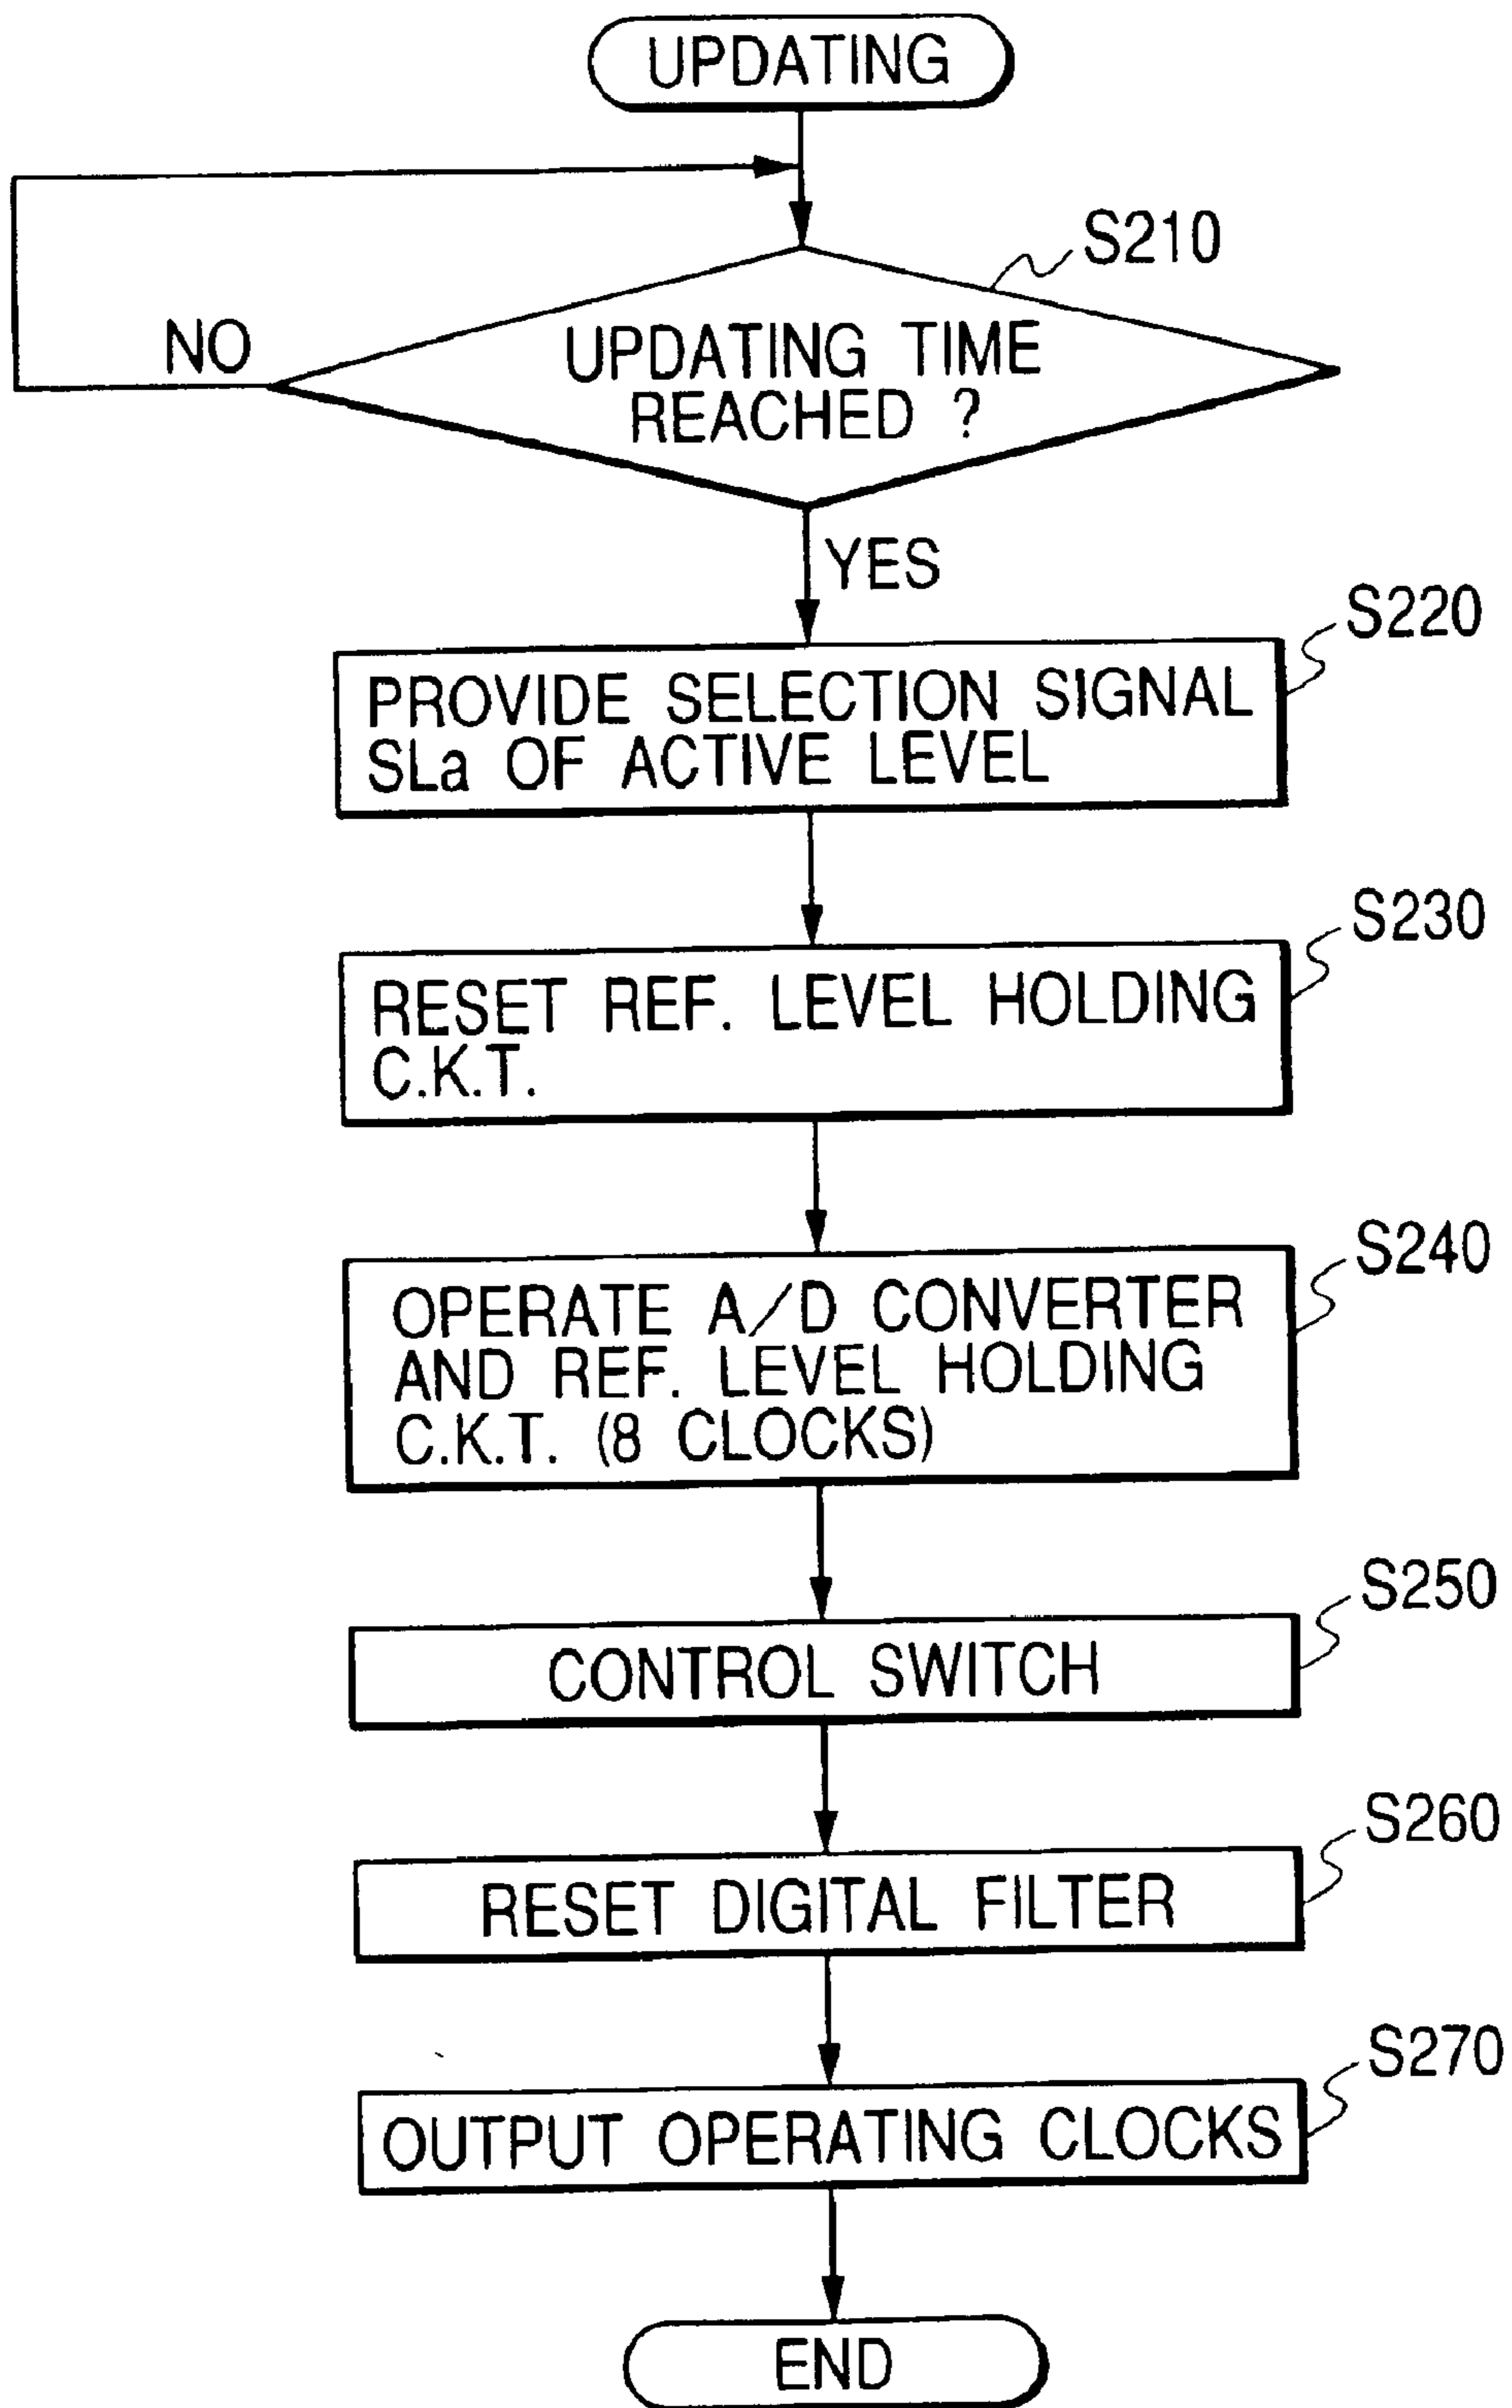 UPDATING
S210
NO
UPDATING TIME
REACHED ?
YES
S220
PROVIDE SELECTION SIGNAL
SLa OF ACTIVE LEVEL
S230
RESET REF. LEVEL HOLDING
C.K.T.
S240
OPERATE A/D CONVERTER
AND REF. LEVEL HOLDING
C.K.T. (8 CLOCKS)
S250
CONTROL SWITCH
S260
RESET DIGITAL FILTER
S270
OUTPUT OPERATING CLOCKS
END